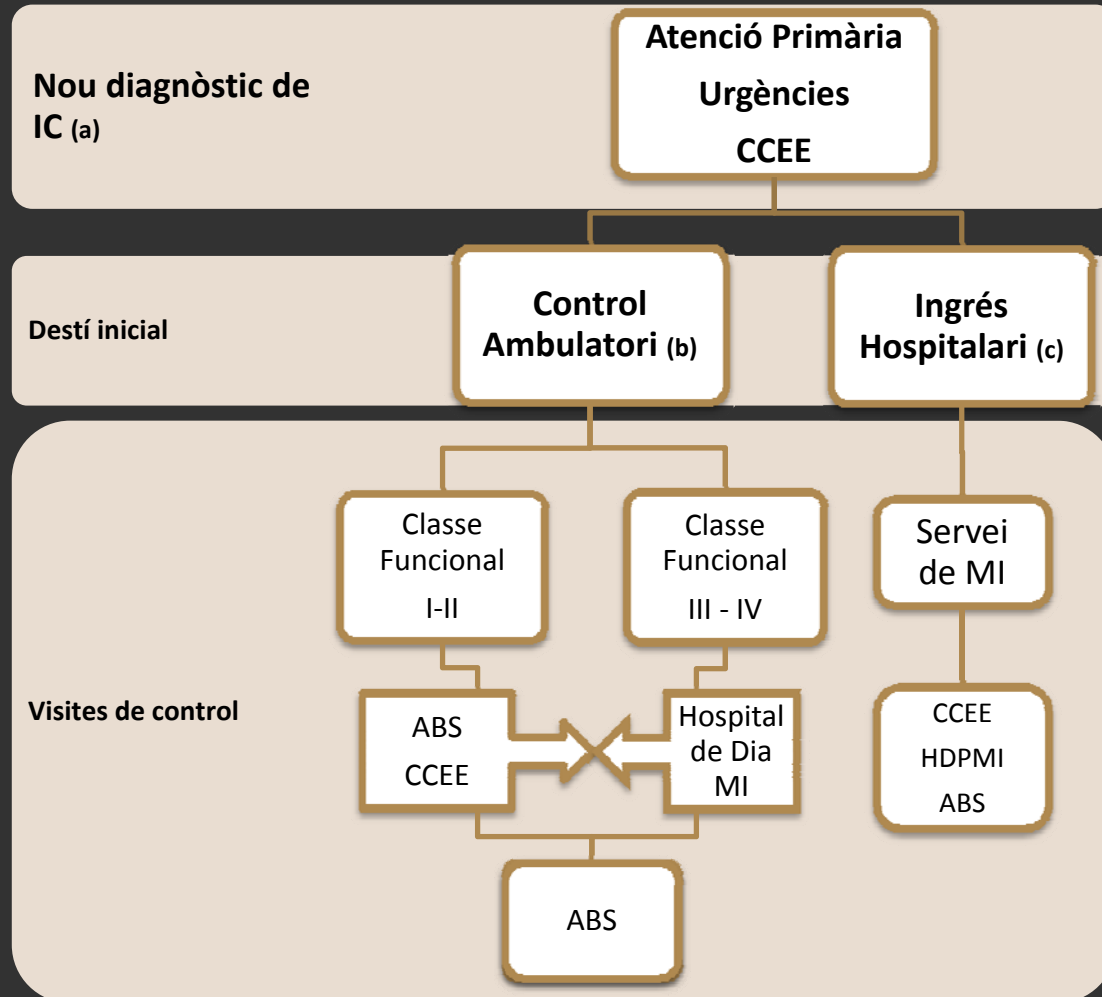 Nou diagnòstic de
IC (a)
Atenció Primària
Urgències
CCEE
Destí inicial
Control
Ambulatori (b)
Ingrés
Hospitalari (c)
Visites de control
Classe
Funcional
I-II
Classe
Funcional
III - IV
Servei
de MI
ABS
CCEE
Hospital
de Dia
MI
CCEE
HDPMI
ABS
ABS